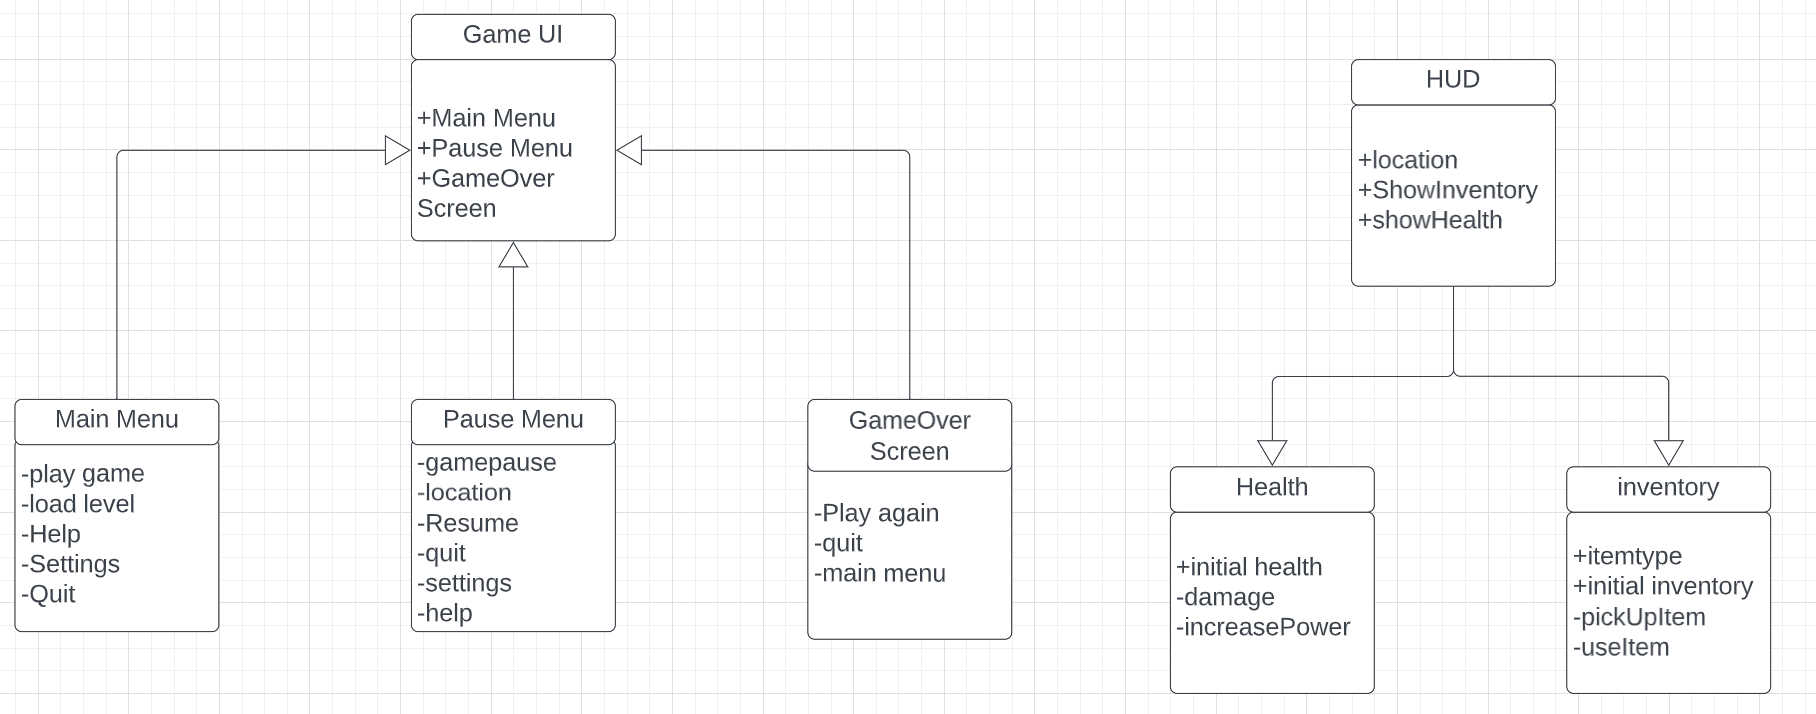 Game UI
+Main Menu
+Pause Menu
+GameOver
Screen
HUD
+location
+ShowInventory
+showHealth
Main Menu
-play game
-load level
-Help
-Settings
-Quit
Pause Menu
-gamepause
-location
-Resume
-quit
-settings
-help
GameOver
Screen
-Play again
-quit
-main menu
Health
+initial health
-damage
-increasePower
inventory
+itemtype
+initial inventory
-pickUpItem
-useItem